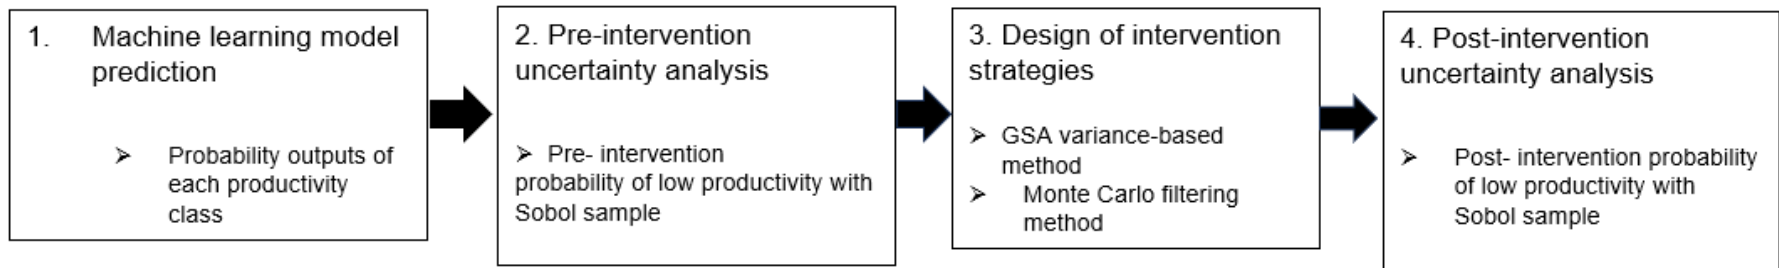 1. Machine learning model
prediction
➢ Probability outputs of
each productivity
class
2. Pre-intervention
uncertainty analysis
➢ Pre- intervention
probability of low productivity with
Sobol sample
3. Design of intervention
strategies
➢ GSA variance-based
method
➢ Monte Carlo filtering
method
4. Post-intervention
uncertainty analysis
➢ Post- intervention probability
of low productivity with
Sobol sample